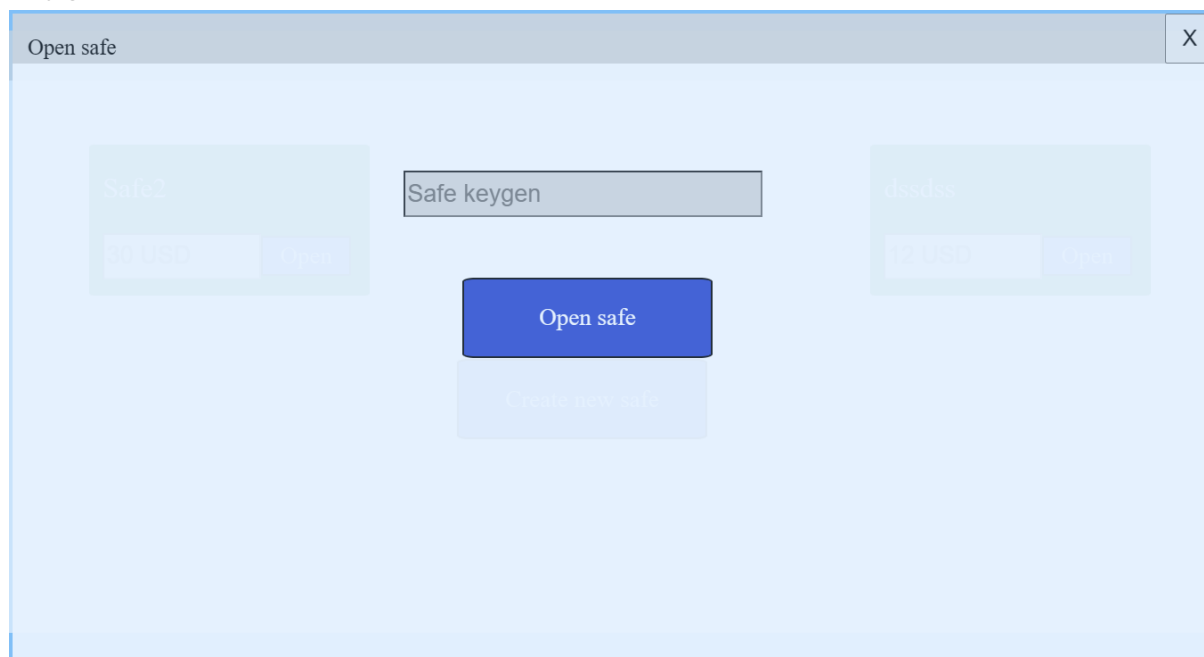 Open safe
X
Safe2
Safe keygen
dssdss
30 USD
Open
12 USD
Open
Open safe
Create new safe